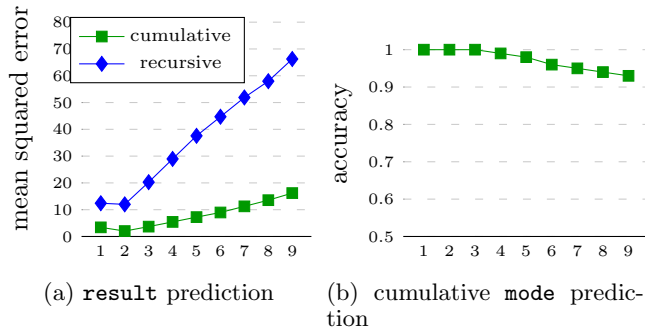 mean squared error
80
70
60
50
40
30
20
10
0
cumulative
recursive
1 2 3 4 5 6 7 8 9
(a) result prediction
accuracy
1
0.9
0.8
0.7
0.6
0.5
1 2 3 4 5 6 7 8 9
(b) cumulative mode predic-
tion